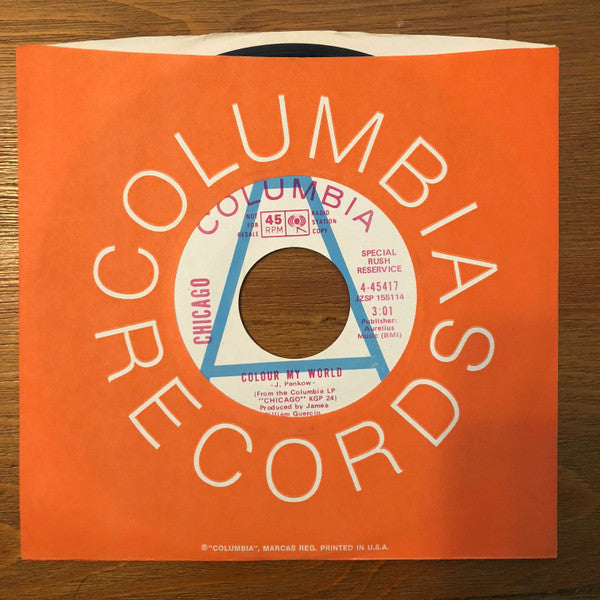 COLUMBIA RECORDS
COLUMBIA
NOT
FOR
RESALE
45
RPM
RADIO
STATION
COPY
CHICAGO
SPECIAL
RUSH
RESERVICE
4-45417
JZSP 155114
3:01
Publisher:
Aurelius
Music (BMI)
COLOUR MY WORLD
-J. Pankow-
(From the Columbia LP
"CHICAGO" KGP 24)
Produced by James
William Guercio
℗"COLUMBIA", MARCAS REG. PRINTED IN U.S.A.